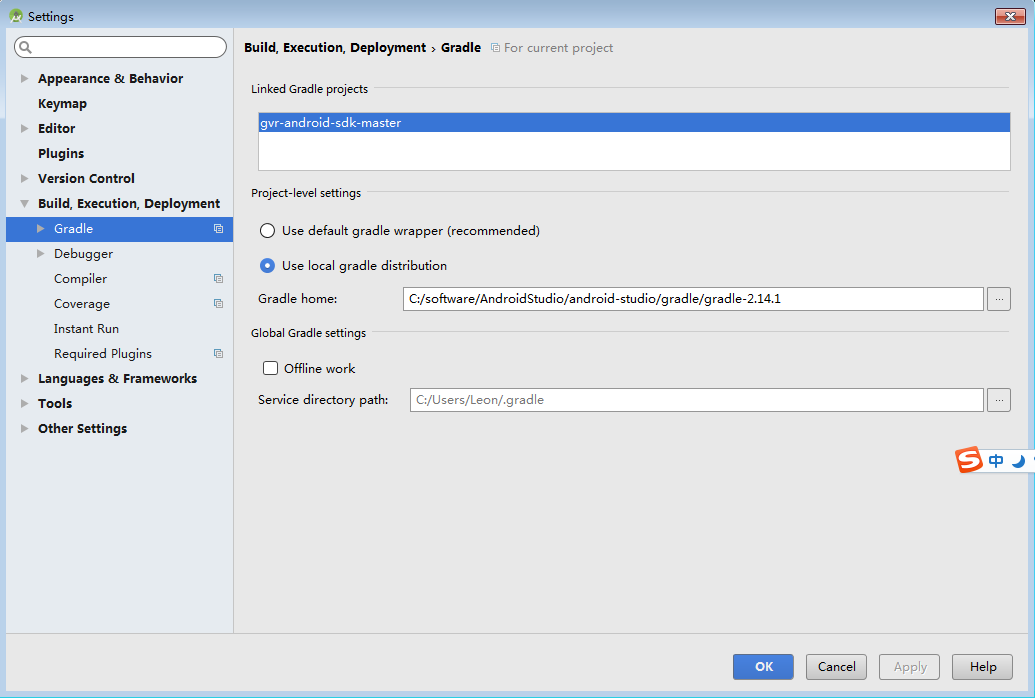 Settings
Build, Execution, Deployment › Gradle For current project
Appearance & Behavior
Keymap
Editor
Plugins
Version Control
Build, Execution, Deployment
Gradle
Debugger
Compiler
Coverage
Instant Run
Required Plugins
Languages & Frameworks
Tools
Other Settings
Linked Gradle projects
gvr-android-sdk-master
Project-level settings
Use default gradle wrapper (recommended)
Use local gradle distribution
Gradle home: C:/software/AndroidStudio/android-studio/gradle/gradle-2.14.1 ...
Global Gradle settings
Offline work
Service directory path: C:/Users/Leon/.gradle ...
S 中
OK Cancel Apply Help